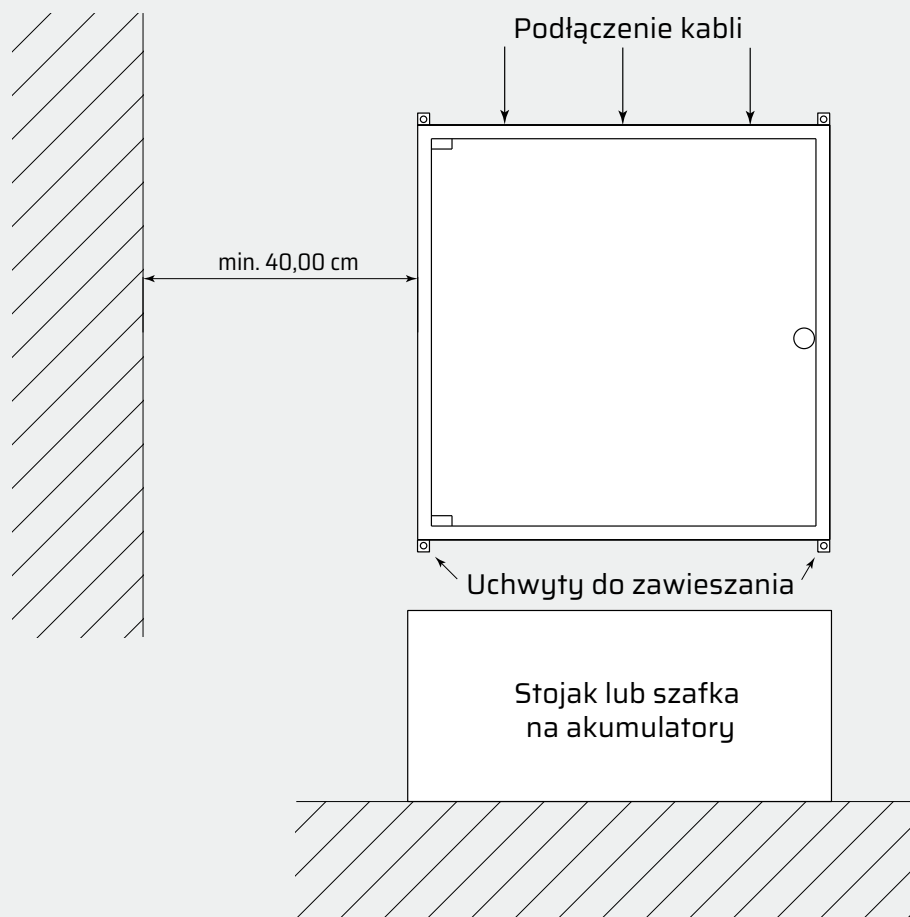 Podłączenie kabli
min. 40,00 cm
Uchwyty do zawieszania
Stojak lub szafka
na akumulatory